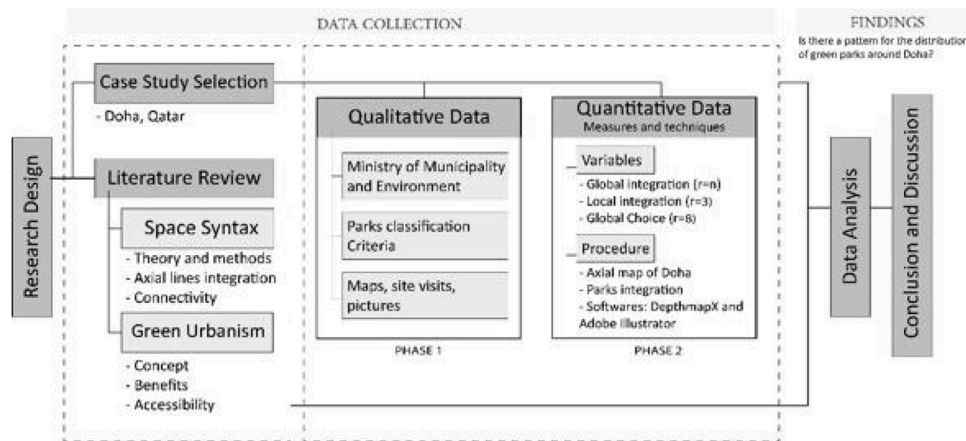 DATA COLLECTION
FINDINGS
Is there a pattern for the distribution
of green parks around Doha?
Research Design
Case Study Selection
- Doha, Qatar
Literature Review
Space Syntax
- Theory and methods
- Axial lines integration
- Connectivity
Green Urbanism
- Concept
- Benefits
- Accessibility
Qualitative Data
Ministry of Municipality
and Environment
Parks classification
Criteria
Maps, site visits,
pictures
PHASE 1
Quantitative Data
Measures and techniques
Variables
- Global integration (r=n)
- Local integration (r=3)
- Global Choice (r=8)
Procedure
- Axial map of Doha
- Parks integration
- Softwares: DepthmapX and
Adobe Illustrator
PHASE 2
Data Analysis
Conclusion and Discussion